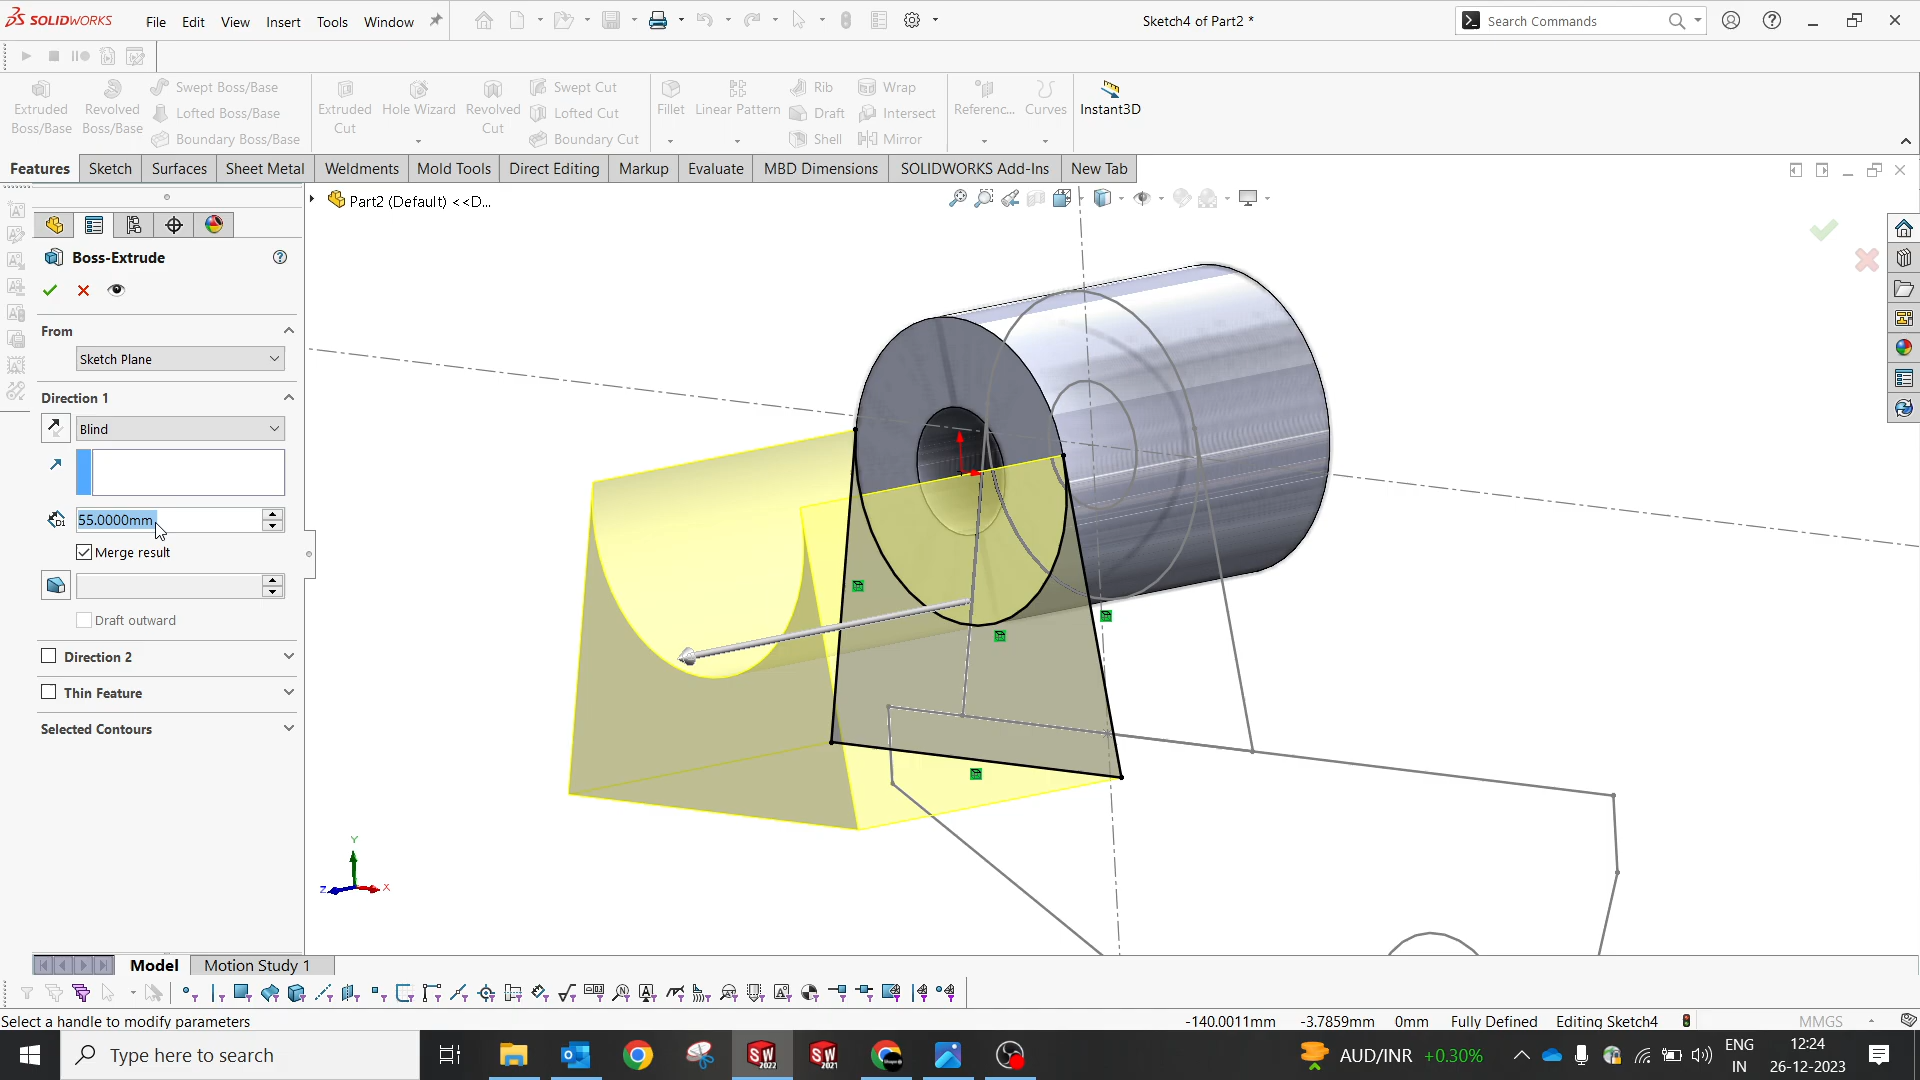 SOLIDWORKS File Edit View Insert Tools Window Sketch4 of Part2 * Search Commands
Extruded Boss/Base Revolved Boss/Base Swept Boss/Base Lofted Boss/Base Boundary Boss/Base Extruded Cut Hole Wizard Revolved Cut Swept Cut Lofted Cut Boundary Cut Fillet Linear Pattern Rib Draft Shell Wrap Intersect Mirror Referenc... Curves Instant3D
Features Sketch Surfaces Sheet Metal Weldments Mold Tools Direct Editing Markup Evaluate MBD Dimensions SOLIDWORKS Add-Ins New Tab
Part2 (Default) <<D...
Boss-Extrude
From
Sketch Plane
Direction 1
Blind
D1 55.0000mm
Merge result
Draft outward
Direction 2
Thin Feature
Selected Contours
Y
Z X
Model Motion Study 1
Select a handle to modify parameters -140.0011mm -3.7859mm 0mm Fully Defined Editing Sketch4 MMGS
Type here to search SW 2022 SW 2021 AUD/INR +0.30% ENG IN 12:24 26-12-2023